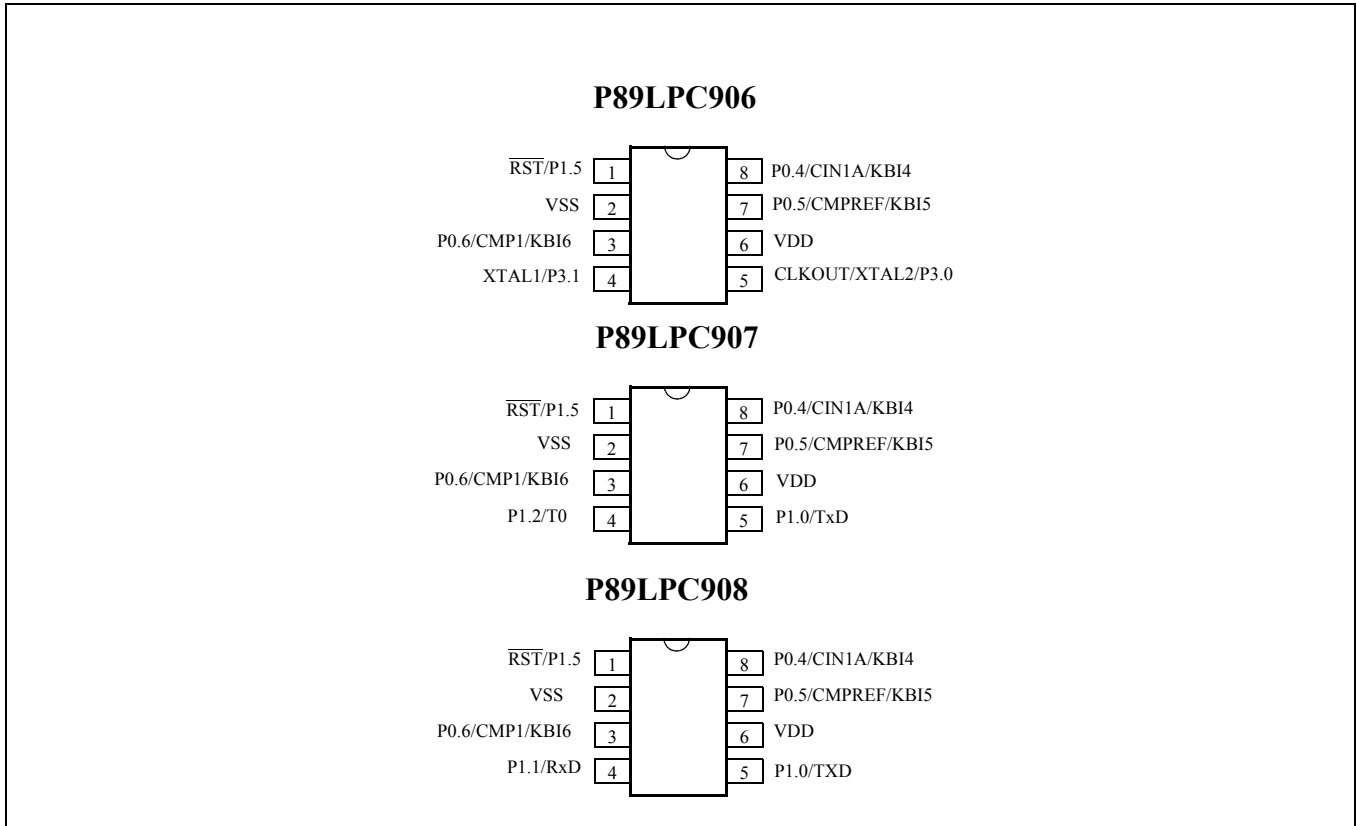 P89LPC906
R̅S̅T̅/P1.5 1 8 P0.4/CIN1A/KBI4
VSS 2 7 P0.5/CMPREF/KBI5
P0.6/CMP1/KBI6 3 6 VDD
XTAL1/P3.1 4 5 CLKOUT/XTAL2/P3.0
P89LPC907
R̅S̅T̅/P1.5 1 8 P0.4/CIN1A/KBI4
VSS 2 7 P0.5/CMPREF/KBI5
P0.6/CMP1/KBI6 3 6 VDD
P1.2/T0 4 5 P1.0/TxD
P89LPC908
R̅S̅T̅/P1.5 1 8 P0.4/CIN1A/KBI4
VSS 2 7 P0.5/CMPREF/KBI5
P0.6/CMP1/KBI6 3 6 VDD
P1.1/RxD 4 5 P1.0/TXD